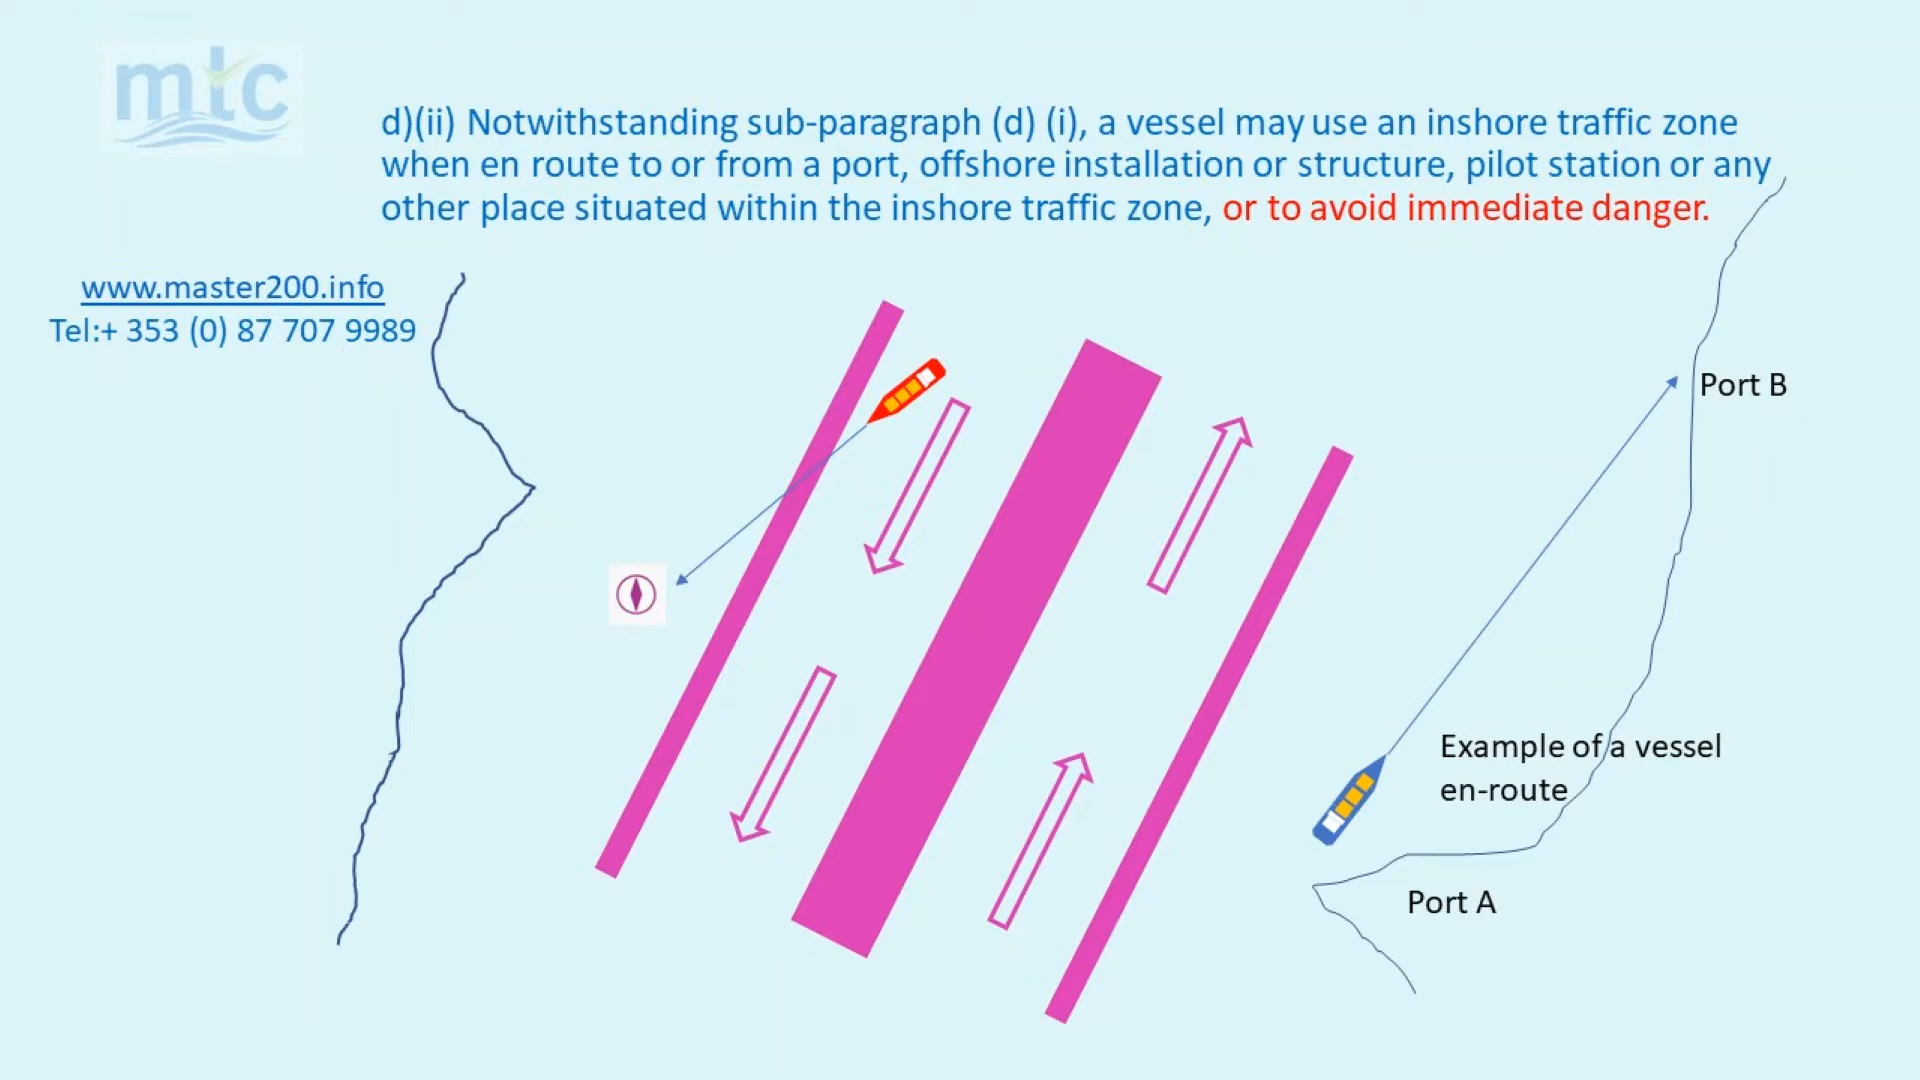 mtc
d)(ii) Notwithstanding sub-paragraph (d) (i), a vessel may use an inshore traffic zone
when en route to or from a port, offshore installation or structure, pilot station or any
other place situated within the inshore traffic zone, or to avoid immediate danger.
www.master200.info
Tel:+ 353 (0) 87 707 9989
Port B
Example of a vessel
en-route
Port A